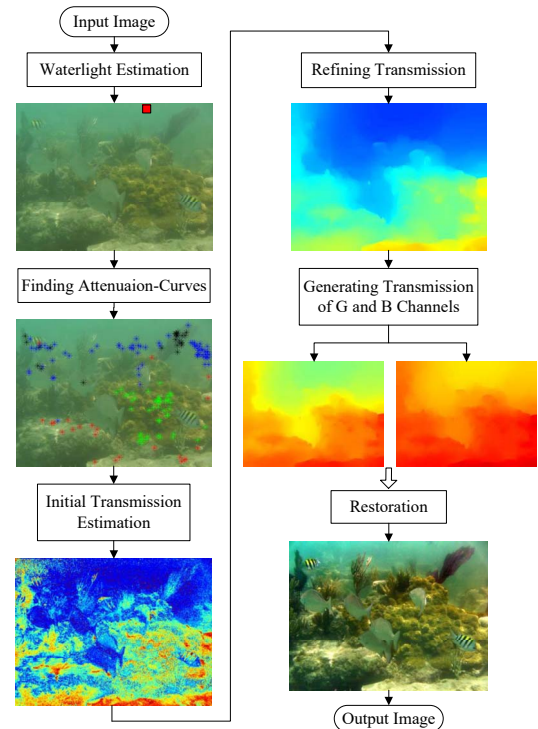 Input Image
Waterlight Estimation
Finding Attenuaion-Curves
Initial Transmission
Estimation
Refining Transmission
Generating Transmission
of G and B Channels
Restoration
Output Image